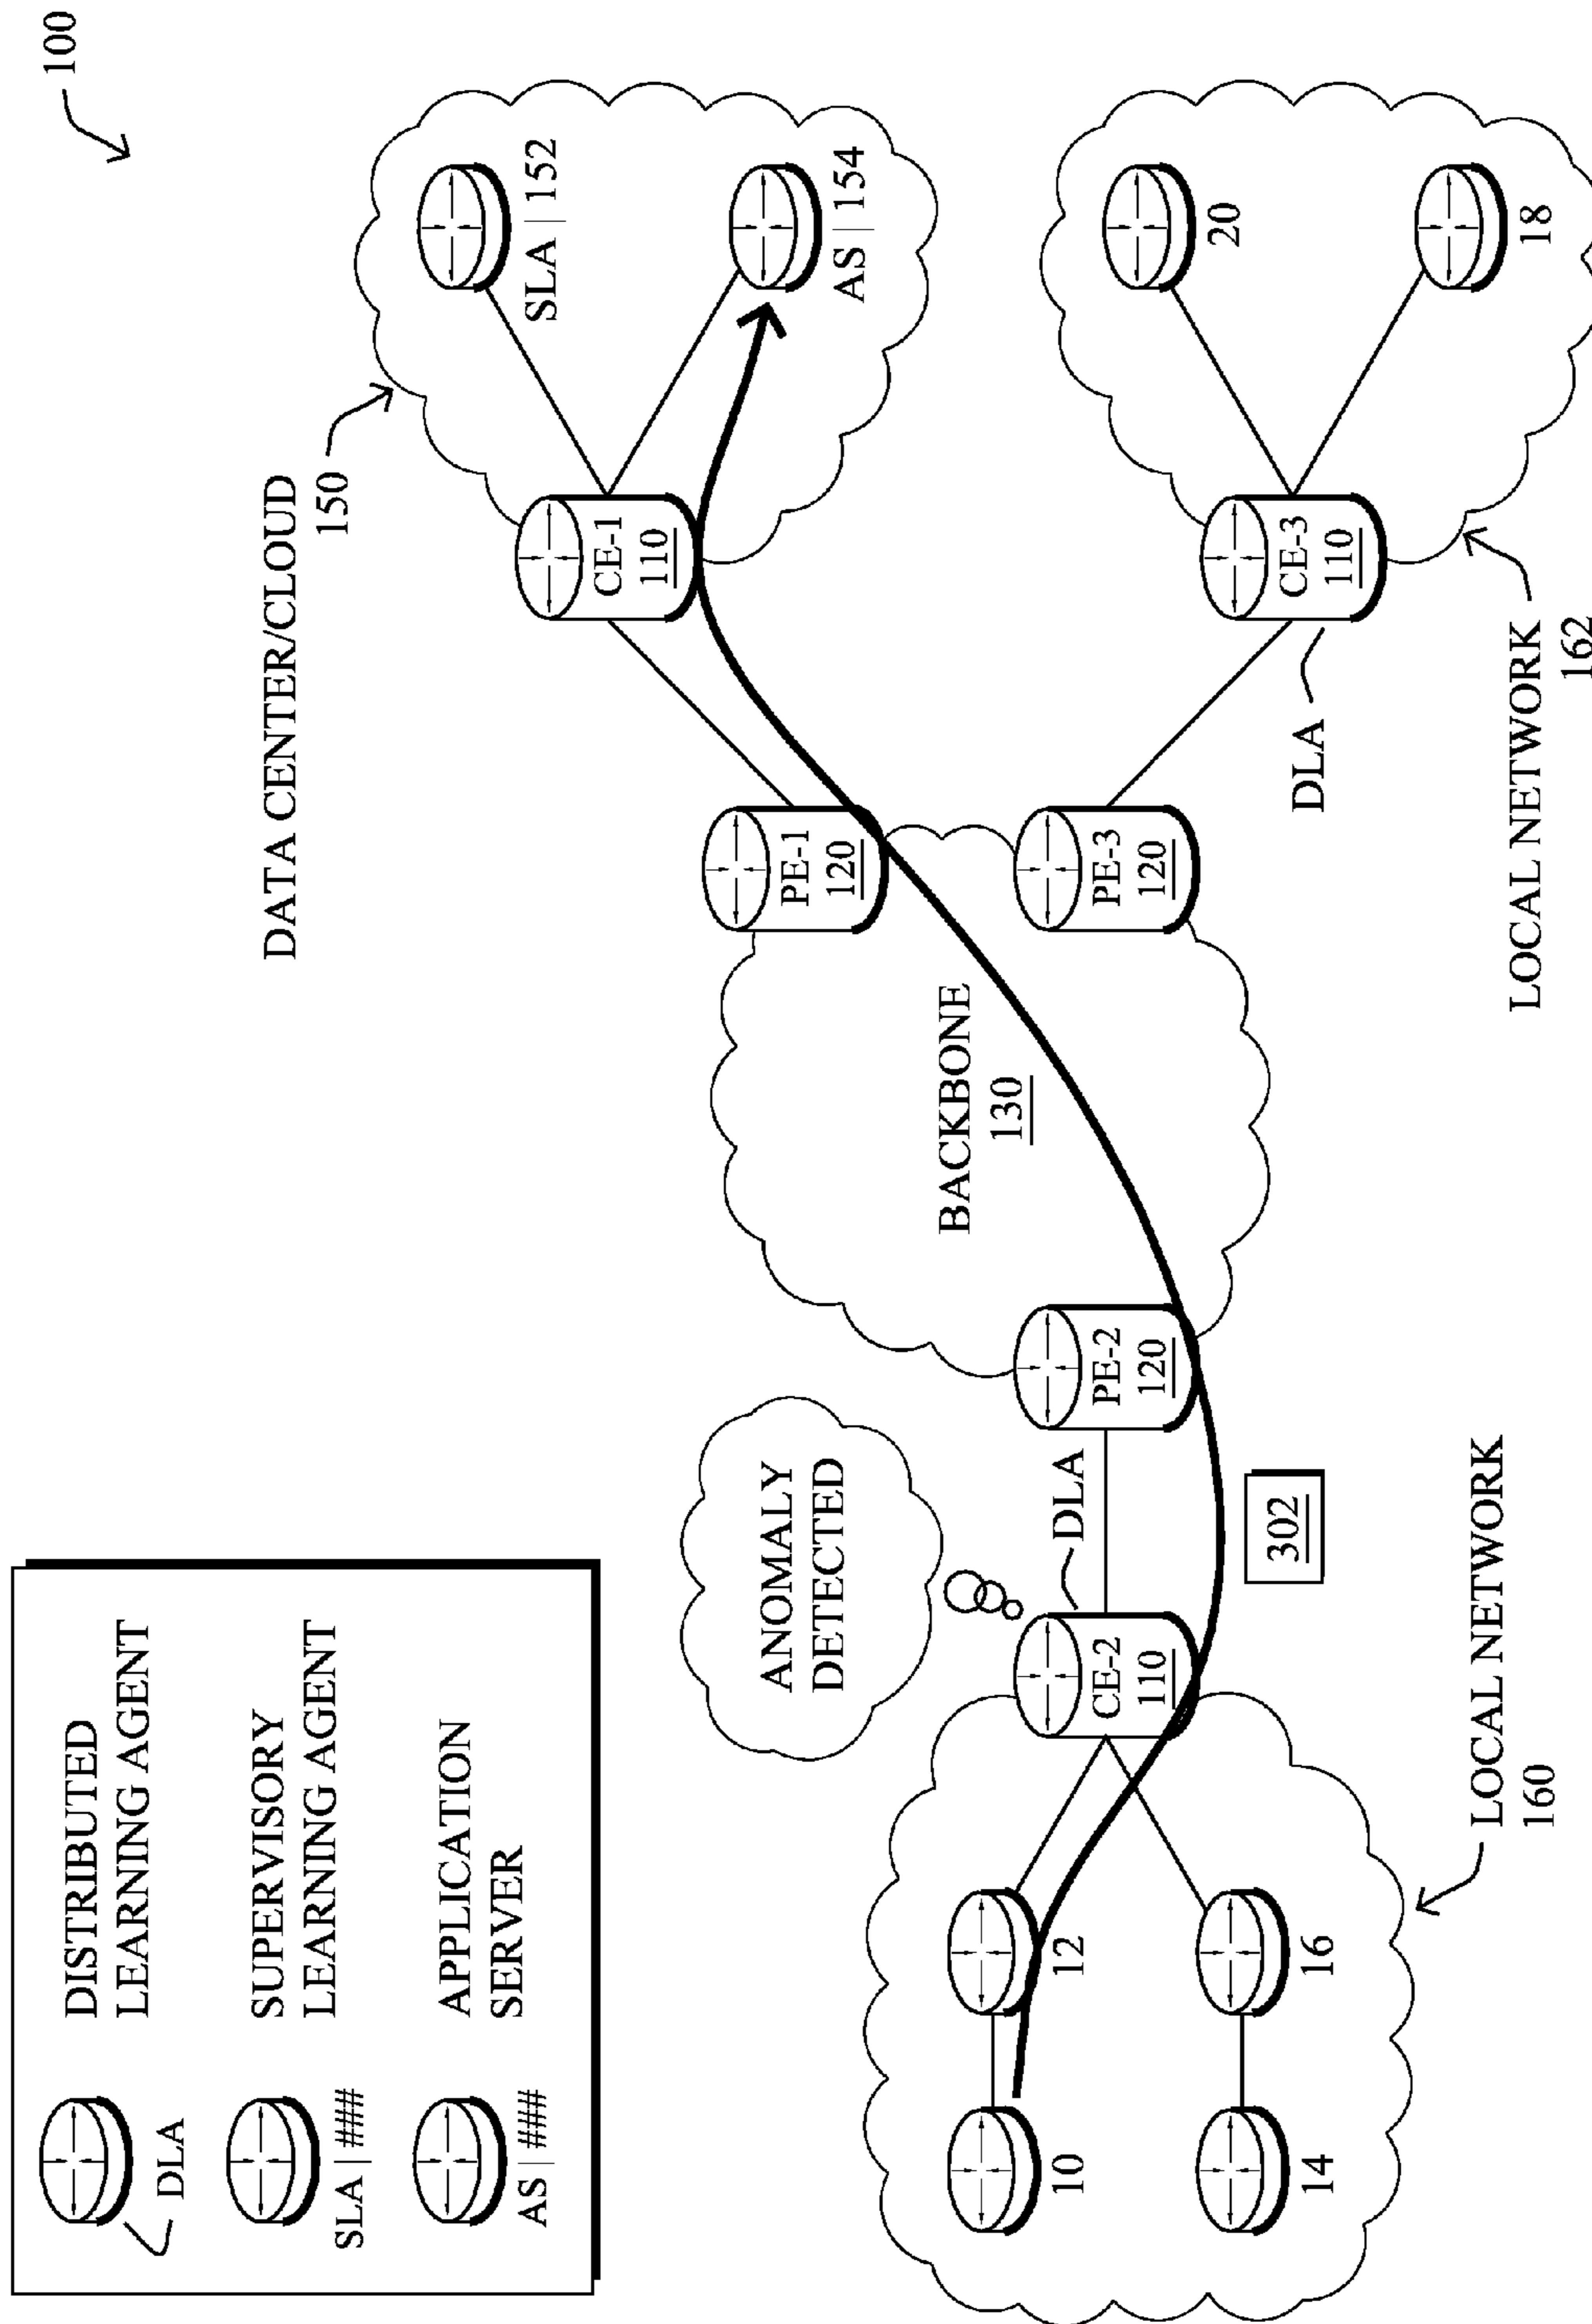 100
DISTRIBUTED
LEARNING AGENT
DLA
SUPERVISORY
LEARNING AGENT
SLA | ###
APPLICATION
SERVER
AS | ###
DATA CENTER/CLOUD
150
SLA | 152
AS | 154
CE-1
110
PE-1
120
BACKBONE
130
ANOMALY
DETECTED
DLA
CE-2
110
PE-2
120
PE-3
120
CE-3
110
DLA
10
12
14
16
302
20
18
LOCAL NETWORK
160
LOCAL NETWORK
162